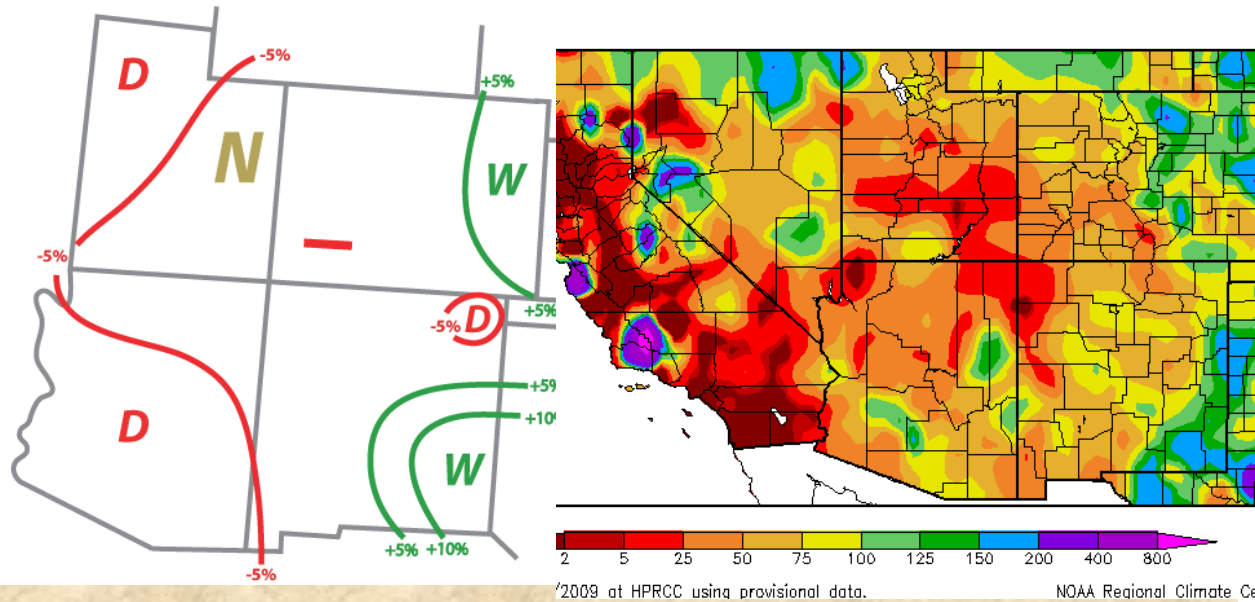 -5%
D
+5%
N
W
-5%
-5% D
+5%
+5%
+10%
D
W
+5% +10%
-5%
2 5 25 50 75 100 125 150 200 400 800
/2009 at HPRCC using provisional data. NOAA Regional Climate C